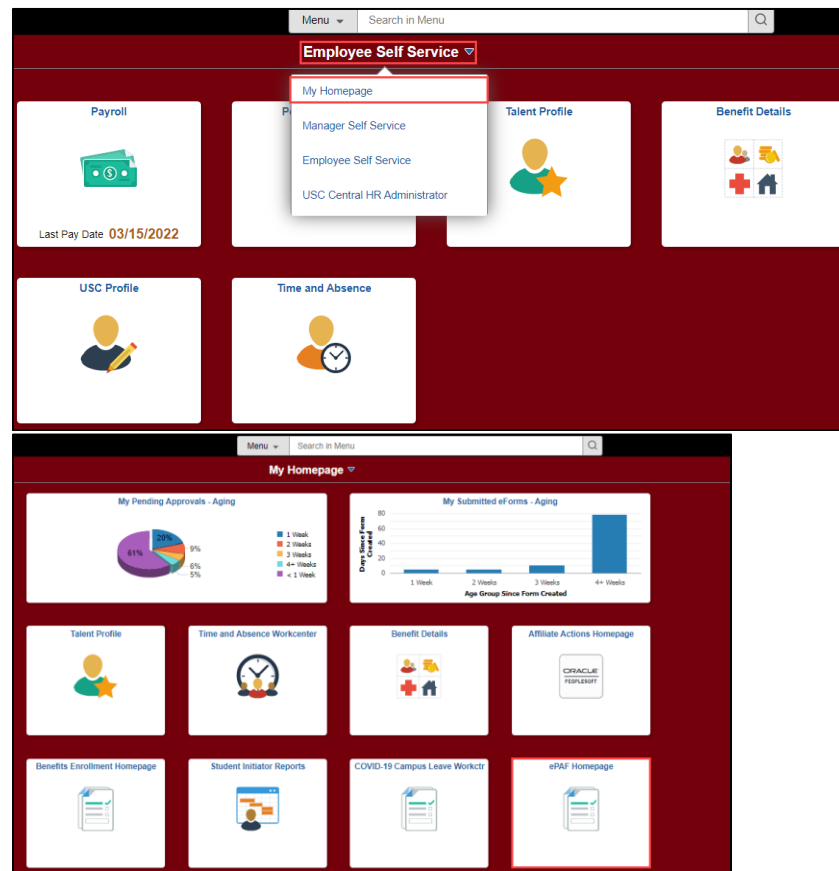 Menu Search in Menu
Employee Self Service
My Homepage
Manager Self Service
Employee Self Service
USC Central HR Administrator
Payroll
Talent Profile
Benefit Details
Last Pay Date 03/15/2022
USC Profile
Time and Absence
Menu Search in Menu
My Homepage
My Pending Approvals - Aging
20%
9%
61%
6%
5%
1 Week
2 Weeks
3 Weeks
4+ Weeks
< 1 Week
My Submitted eForms - Aging
Days Since Form Created
80
60
40
20
0
1 Week 2 Weeks 3 Weeks 4+ Weeks
Age Group Since Form Created
Talent Profile
Time and Absence Workcenter
Benefit Details
Affiliate Actions Homepage
ORACLE
PEOPLESOFT
Benefits Enrollment Homepage
Student Initiator Reports
COVID-19 Campus Leave Workctr
ePAF Homepage